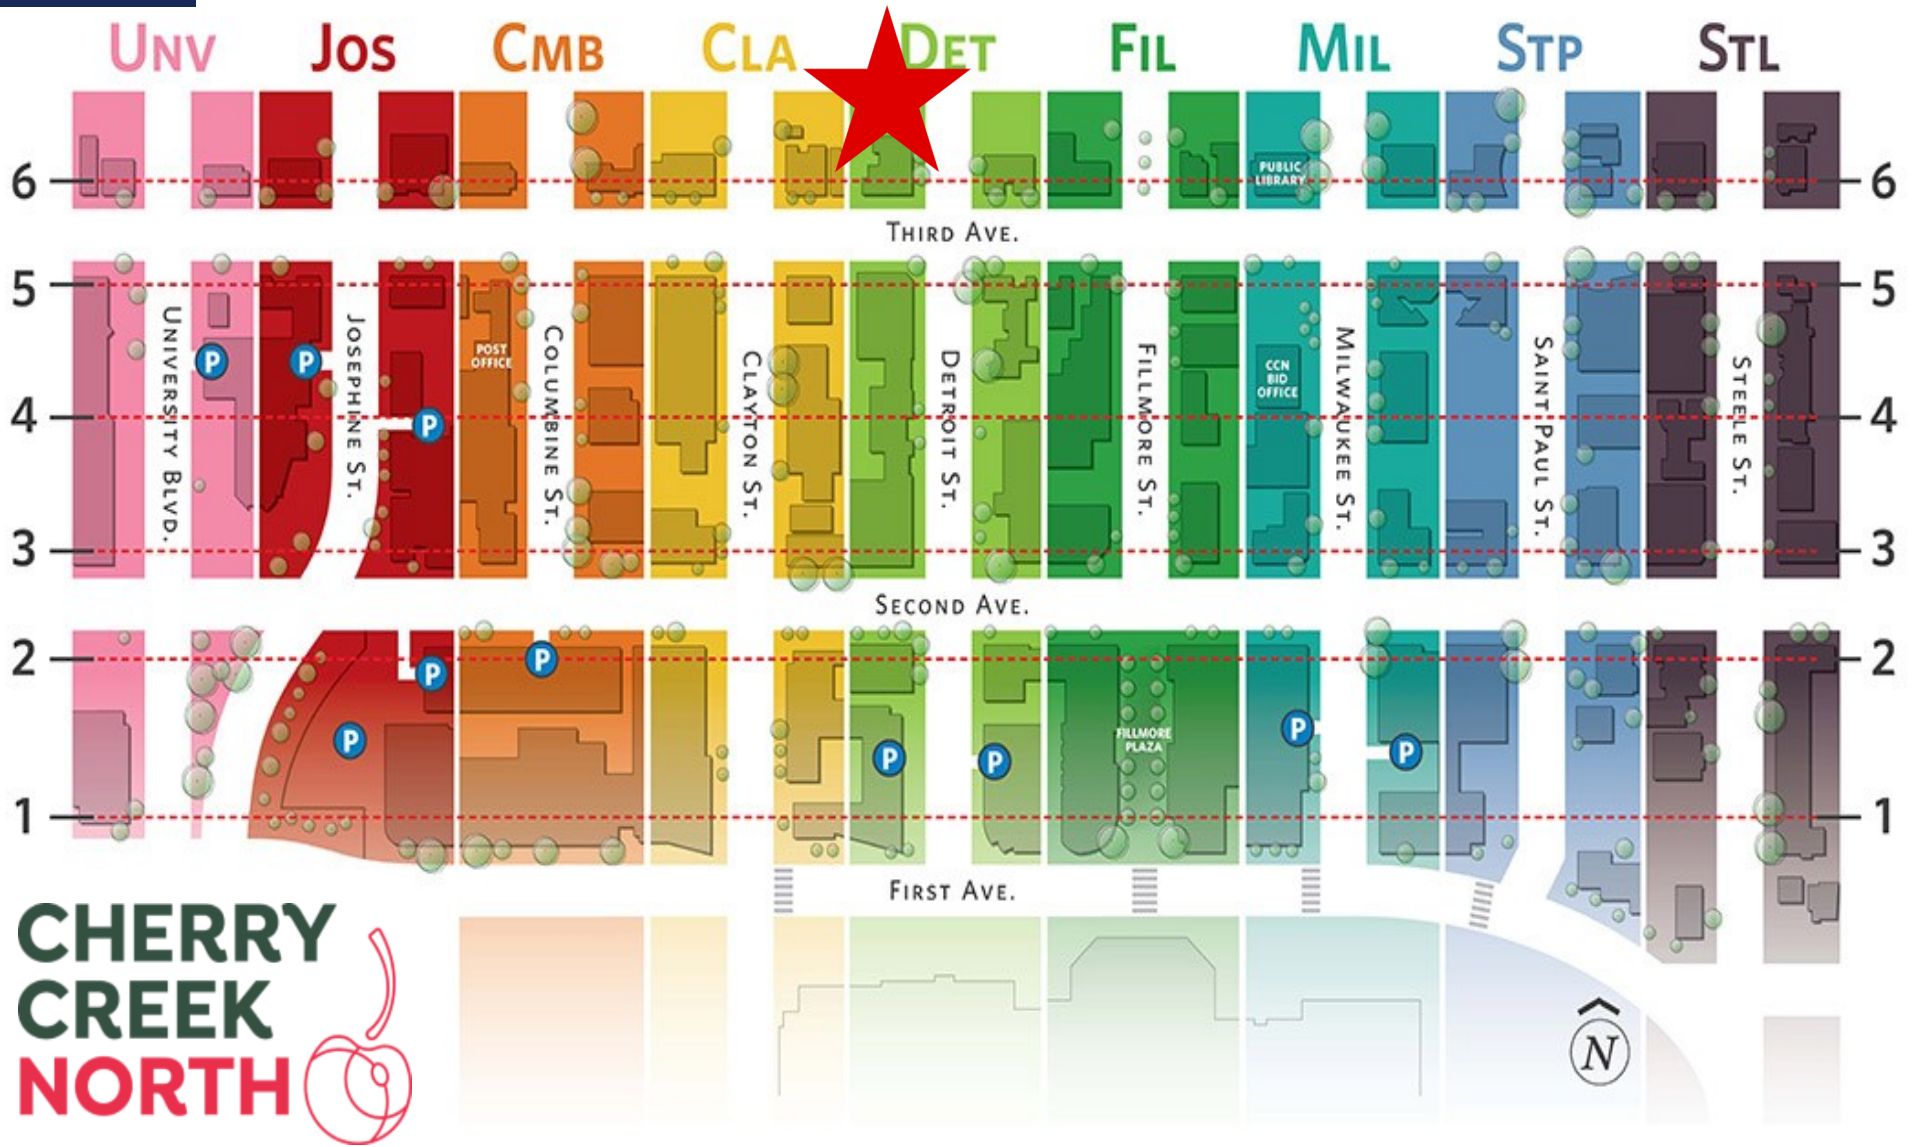 UNV JOS CMB CLA DET FIL MIL STP STL
PUBLIC
LIBRARY
6 6
THIRD AVE.
5 5
UNIVERSITY BLVD.
P
P
JOSEPHINE ST.
P
POST
OFFICE
COLUMBINE ST.
CLAYTON ST.
DETROIT ST.
FILLMORE ST.
CCN
BID
OFFICE
MILWAUKEE ST.
SAINT PAUL ST.
STEELE ST.
4 4
3 3
SECOND AVE.
2 2
P
P
P
P
P
FILLMORE
PLAZA
P
P
1 1
FIRST AVE.
CHERRY
CREEK
NORTH
N